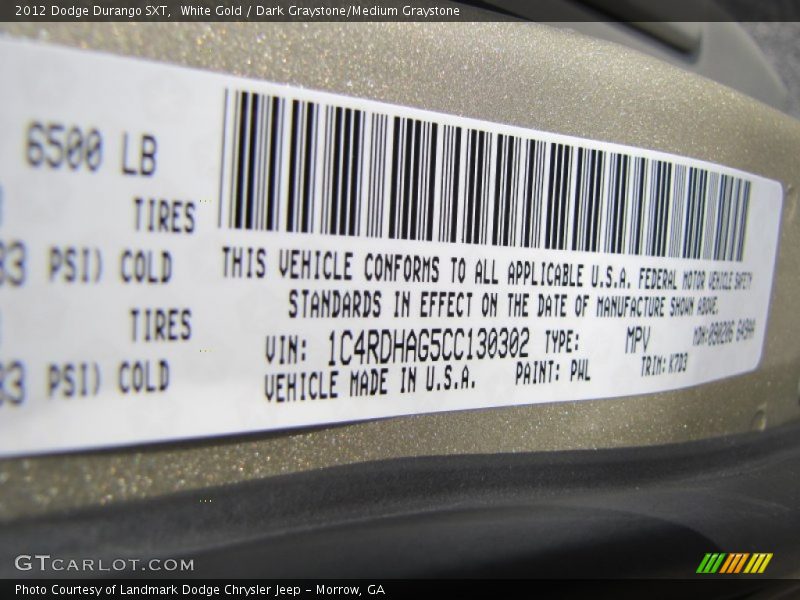 2012 Dodge Durango SXT, White Gold / Dark Graystone/Medium Graystone
6500 LB
TIRES
83 PSI) COLD
TIRES
83 PSI) COLD
THIS VEHICLE CONFORMS TO ALL APPLICABLE U.S.A. FEDERAL MOTOR VEHICLE SAFETY
STANDARDS IN EFFECT ON THE DATE OF MANUFACTURE SHOWN ABOVE.
VIN: 1C4RDHAG5CC130302 TYPE: MPV
VEHICLE MADE IN U.S.A. PAINT: PWL TRIM: K7D3
GTCARLOT.COM
Photo Courtesy of Landmark Dodge Chrysler Jeep - Morrow, GA